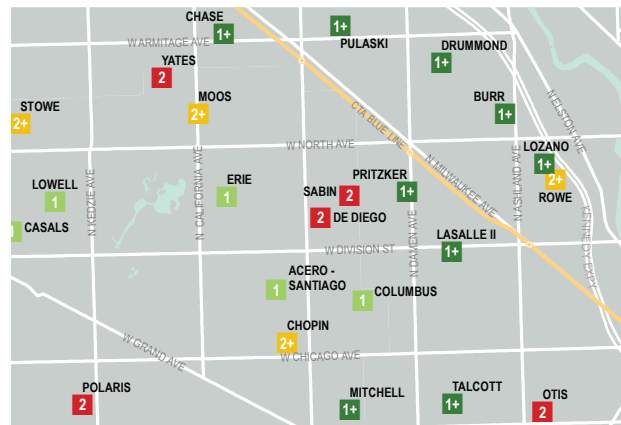 CHASE
1+
W ARMITAGE AVE
1+
PULASKI
DRUMMOND
1+
YATES
2
MOOS
2+
STOWE
2+
CTA BLUE LINE
BURR
1+
N ELSTON AVE
W NORTH AVE
LOZANO
1+
2+
ROWE
N MILWAUKEE AVE
N ASHLAND AVE
KENNEDY EXPY
LOWELL
1
N KEDZIE AVE
N CALIFORNIA AVE
ERIE
1
SABIN
2
PRITZKER
1+
2
DE DIEGO
N DAMEN AVE
1
CASALS
LASALLE II
1+
W DIVISION ST
ACERO -
SANTIAGO
1
1
COLUMBUS
CHOPIN
2+
W GRAND AVE
W CHICAGO AVE
POLARIS
2
MITCHELL
1+
TALCOTT
1+
OTIS
2